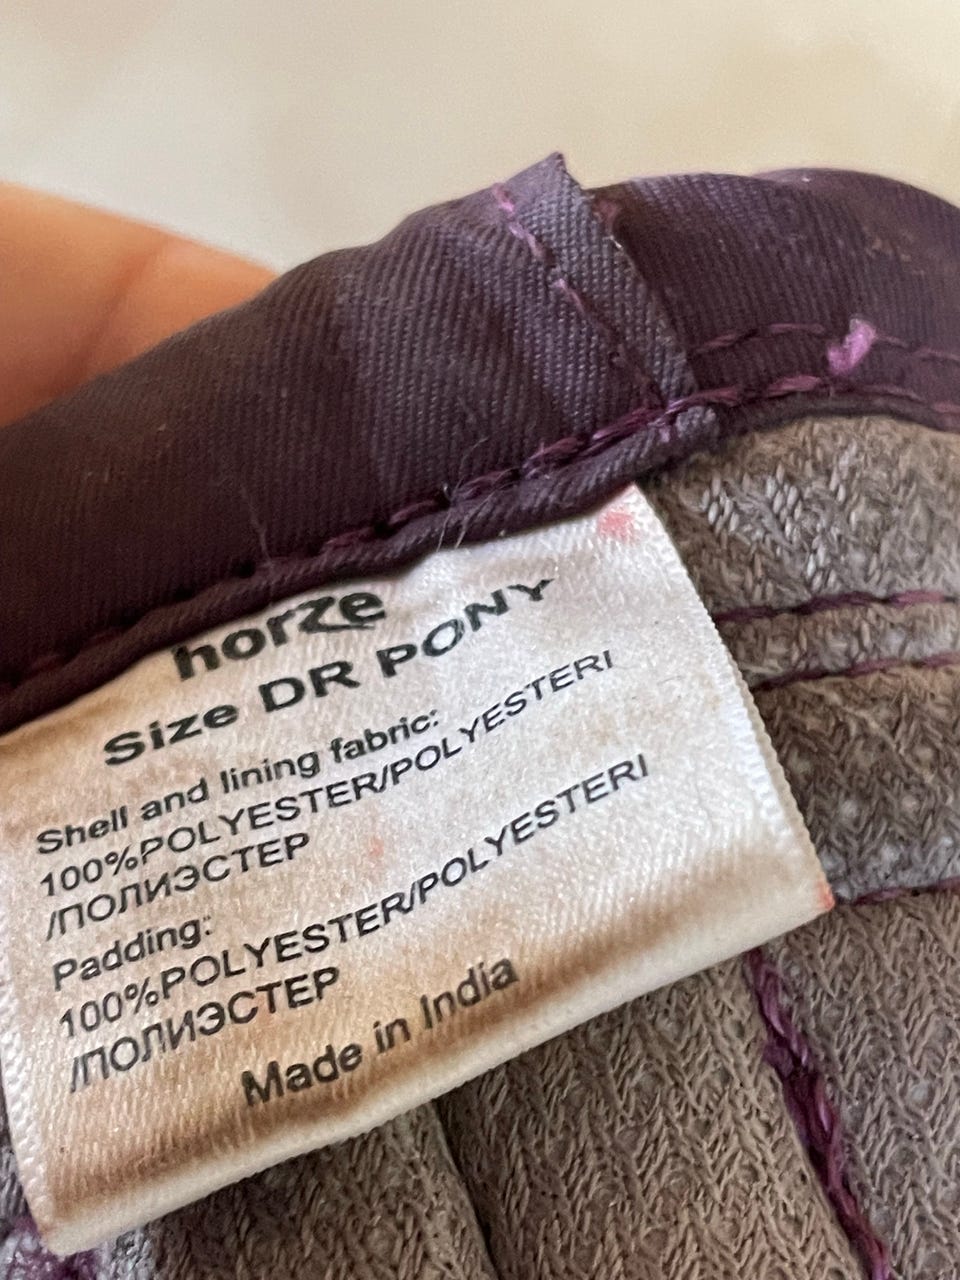 horze
Size DR PONY
Shell and lining fabric:
100%POLYESTER/POLYESTERI
/ПОЛИЭСТЕР
Padding:
100%POLYESTER/POLYESTERI
/ПОЛИЭСТЕР
Made in India